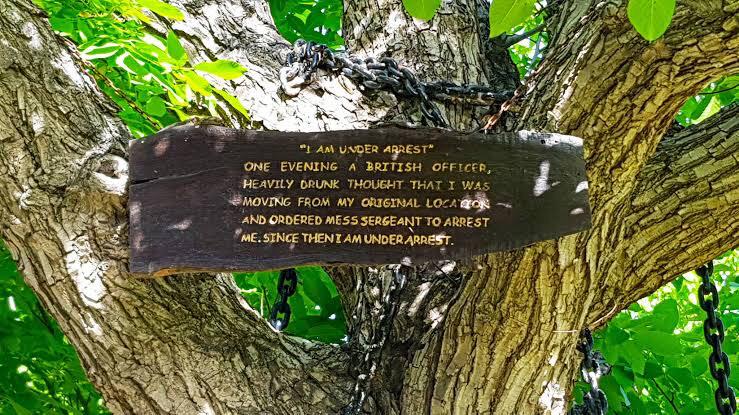 "I AM UNDER ARREST"
ONE EVENING A BRITISH OFFICER,
HEAVILY DRUNK THOUGHT THAT I WAS
MOVING FROM MY ORIGINAL LOCATION
AND ORDERED MESS SERGEANT TO ARREST
ME. SINCE THEN I AM UNDER ARREST.